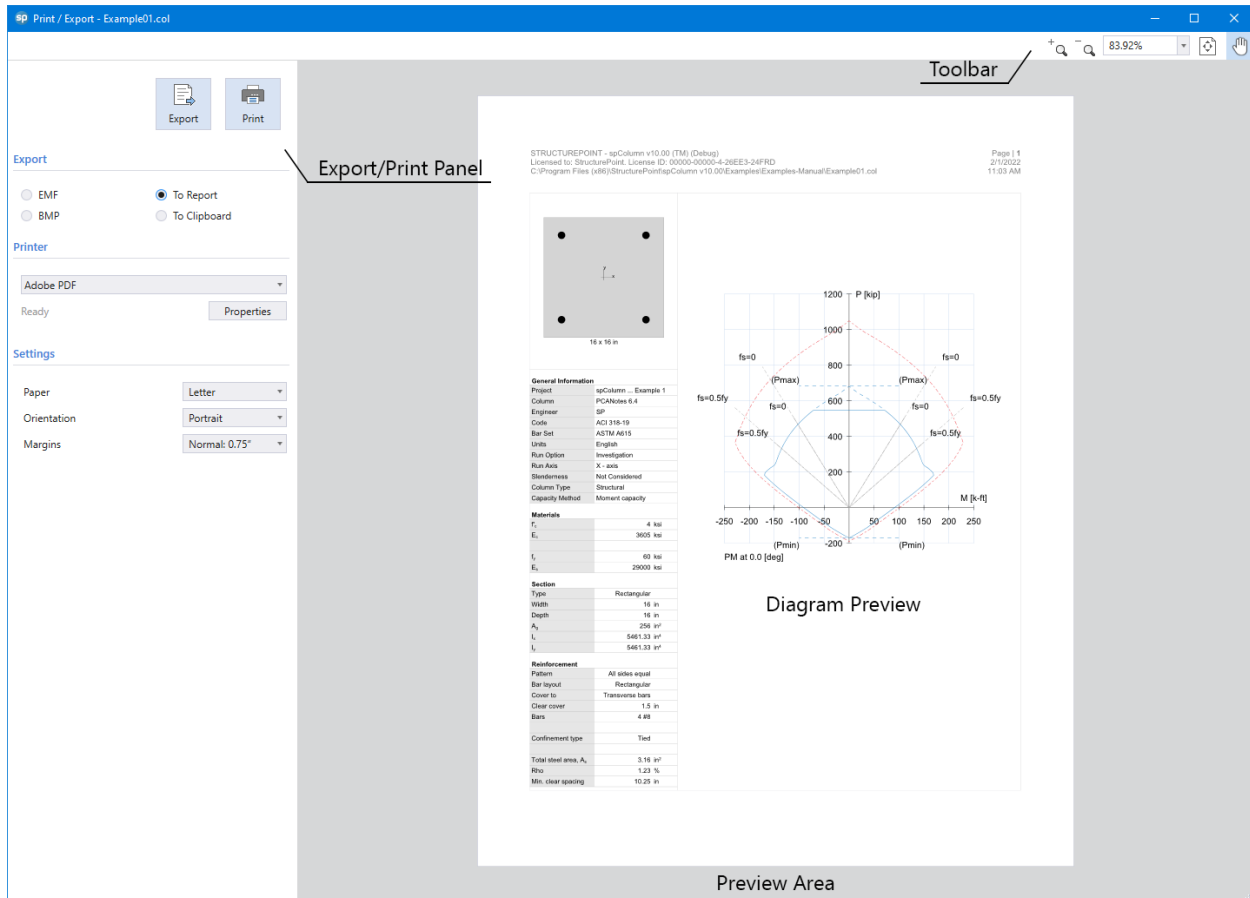 sp Print / Export - Example01.col
83.92%
Toolbar
Export
Print
Export/Print Panel
Export
EMF
To Report
BMP
To Clipboard
Printer
Adobe PDF
Ready
Properties
Settings
Paper
Letter
Orientation
Portrait
Margins
Normal: 0.75"
STRUCTUREPOINT - spColumn v10.00 (TM) (Debug)
Licensed to: StructurePoint. License ID: 00000-00000-4-26EE3-24FRD
C:\Program Files (x86)\StructurePoint\spColumn v10.00\Examples\Examples-Manual\Example01.col
Page | 1
2/1/2022
11:03 AM
y
x
16 x 16 in
General Information
Project spColumn ... Example 1
Column PCANotes 6.4
Engineer SP
Code ACI 318-19
Bar Set ASTM A615
Units English
Run Option Investigation
Run Axis X - axis
Slenderness Not Considered
Column Type Structural
Capacity Method Moment capacity
Materials
f'c 4 ksi
Ec 3605 ksi
fy 60 ksi
Es 29000 ksi
Section
Type Rectangular
Width 16 in
Depth 16 in
Ag 256 in²
Ix 5461.33 in⁴
Iy 5461.33 in⁴
Reinforcement
Pattern All sides equal
Bar layout Rectangular
Cover to Transverse bars
Clear cover 1.5 in
Bars 4 #8
Confinement type Tied
Total steel area, As 3.16 in²
Rho 1.23 %
Min. clear spacing 10.25 in
1200 P [kip]
1000
fs=0 800 fs=0
(Pmax) (Pmax)
fs=0.5fy 600 fs=0.5fy
fs=0 fs=0
fs=0.5fy 400 fs=0.5fy
200
M [k-ft]
-250 -200 -150 -100 -50 50 100 150 200 250
(Pmin) -200 (Pmin)
PM at 0.0 [deg]
Diagram Preview
Preview Area